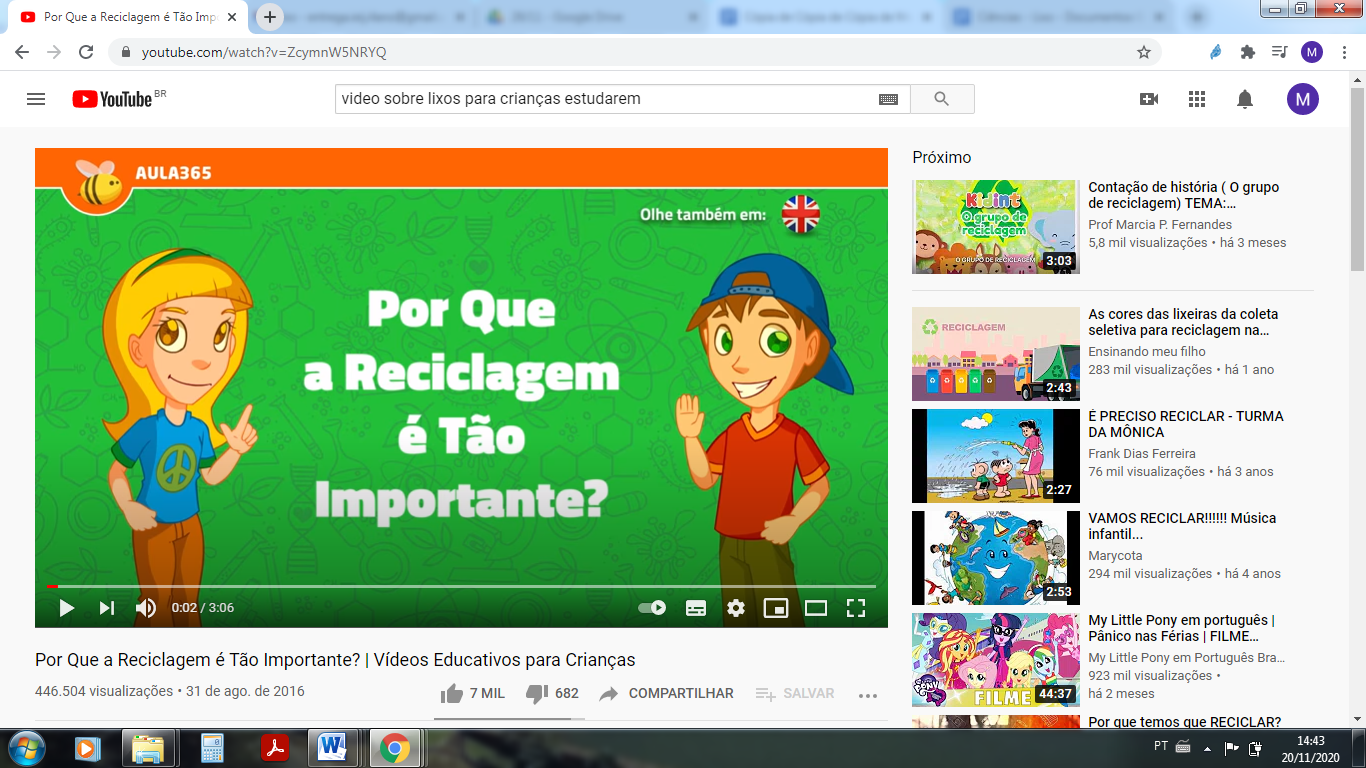 Por Que a Reciclagem é Tão Imp
youtube.com/watch?v=ZcymnW5NRYQ
M
YouTube BR
video sobre lixos para crianças estudarem
M
AULA365
Olhe também em:
Por Que
a Reciclagem
é Tão
Importante?
0:02 / 3:06
Por Que a Reciclagem é Tão Importante? | Vídeos Educativos para Crianças
446.504 visualizações • 31 de ago. de 2016
7 MIL
682
COMPARTILHAR
SALVAR
Próximo
Kidint
O grupo de
reciclagem
O GRUPO DE RECICLAGEM
3:03
Contação de história ( O grupo
de reciclagem) TEMA:...
Prof Marcia P. Fernandes
5,8 mil visualizações • há 3 meses
RECICLAGEM
2:43
As cores das lixeiras da coleta
seletiva para reciclagem na...
Ensinando meu filho
283 mil visualizações • há 1 ano
2:27
É PRECISO RECICLAR - TURMA
DA MÔNICA
Frank Dias Ferreira
76 mil visualizações • há 3 anos
2:53
VAMOS RECICLAR!!!!!! Música
infantil...
Marycota
294 mil visualizações • há 4 anos
FILME
44:37
My Little Pony em português |
Pânico nas Férias | FILME...
My Little Pony em Português Bra...
923 mil visualizações •
há 2 meses
Por que temos que RECICLAR?
PT
14:43
20/11/2020